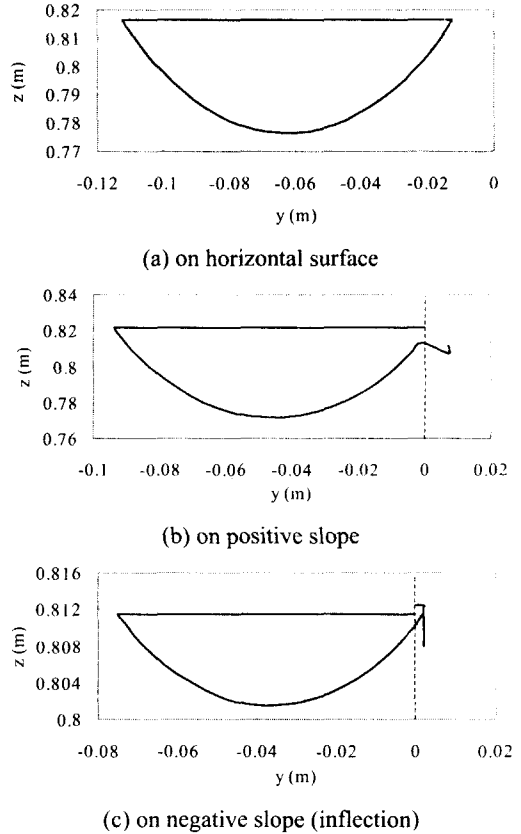 0.82
0.81
0.8
0.79
0.78
0.77
z (m)
-0.12 -0.1 -0.08 -0.06 -0.04 -0.02 0
y (m)
(a) on horizontal surface
0.84
0.82
0.8
0.78
0.76
z (m)
-0.1 -0.08 -0.06 -0.04 -0.02 0 0.02
y (m)
(b) on positive slope
0.816
0.812
0.808
0.804
0.8
z (m)
-0.08 -0.06 -0.04 -0.02 0 0.02
y (m)
(c) on negative slope (inflection)